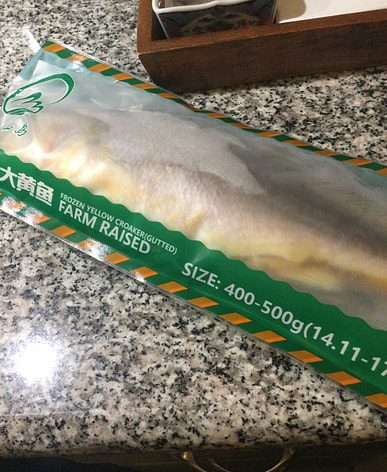 大黄鱼
FROZEN YELLOW CROAKER(GUTTED)
FARM RAISED
SIZE: 400-500g(14.11-17